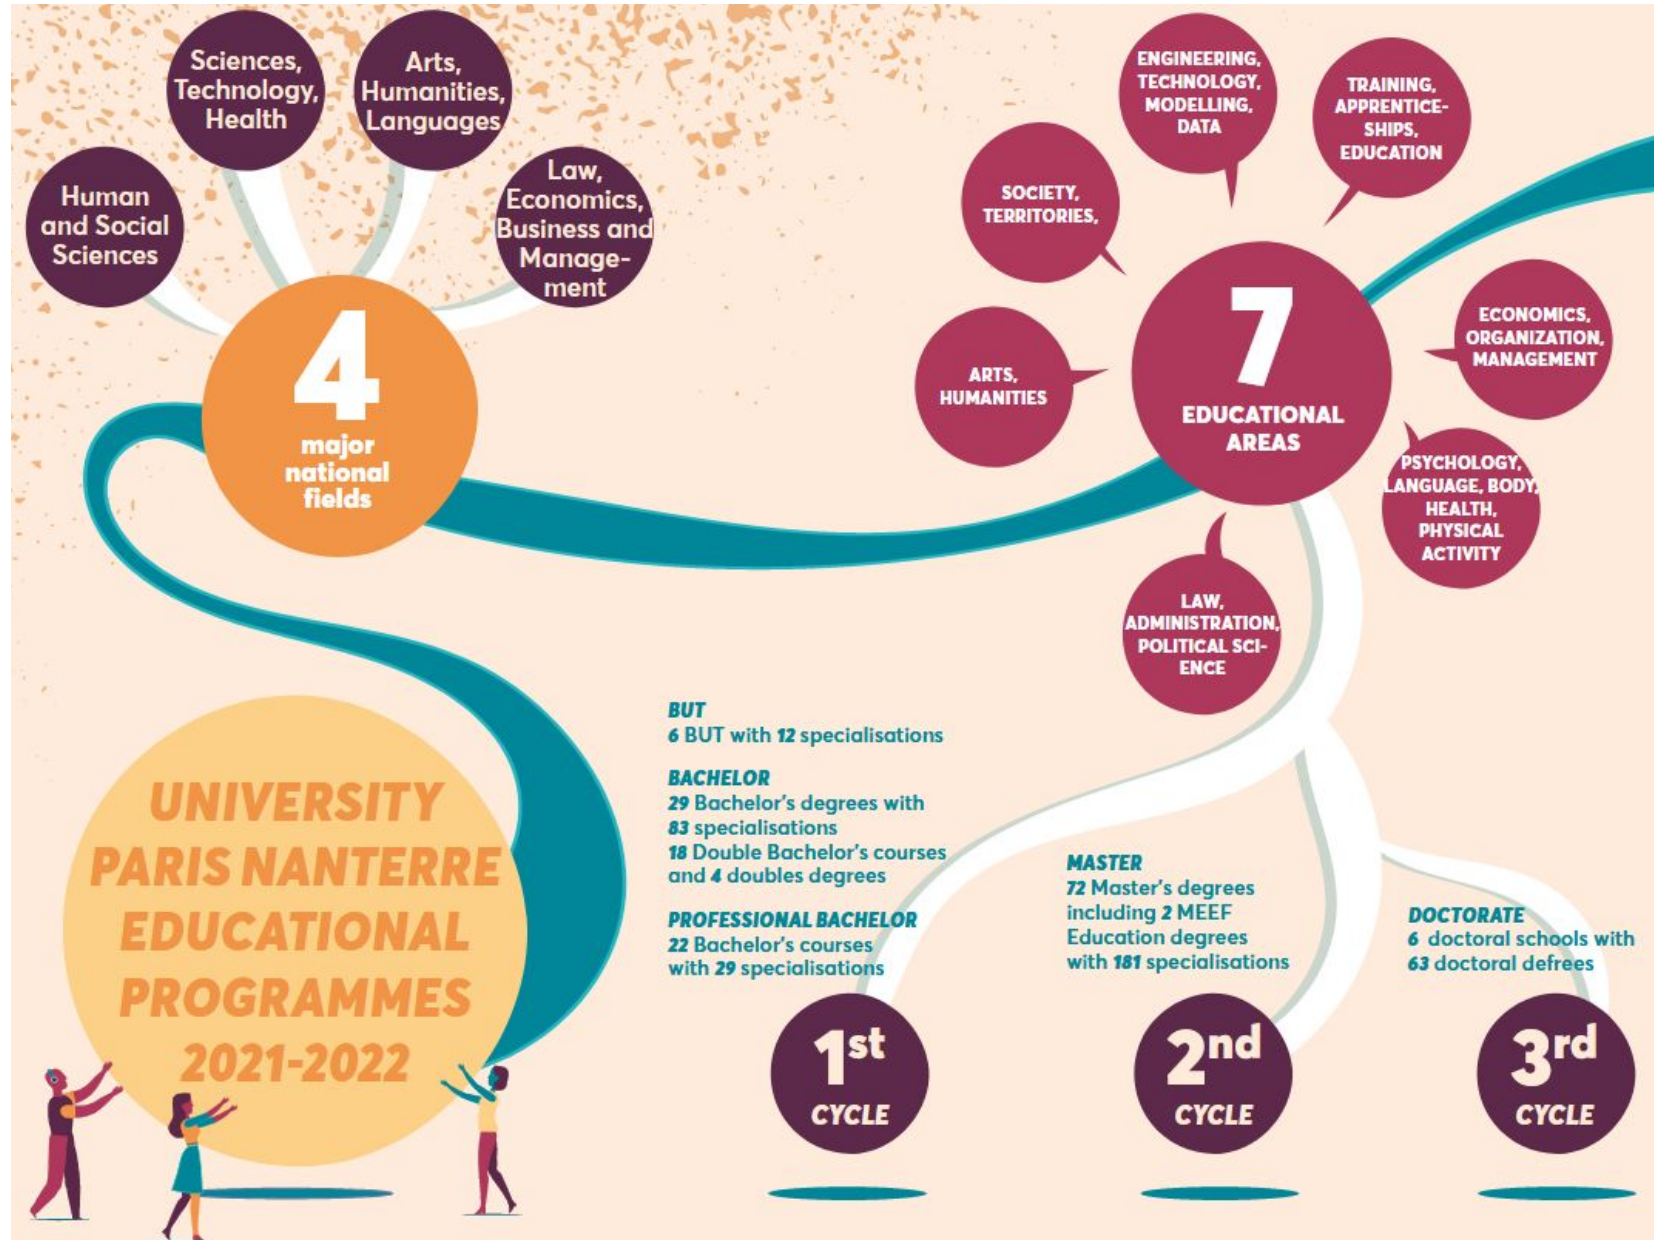 Sciences,
Technology,
Health
Arts,
Humanities,
Languages
Human
and Social
Sciences
Law,
Economics,
Business and
Manage-
ment
4
major
national
fields
ENGINEERING,
TECHNOLOGY,
MODELLING,
DATA
TRAINING,
APPRENTICE-
SHIPS,
EDUCATION
SOCIETY,
TERRITORIES,
ARTS,
HUMANITIES
7
EDUCATIONAL
AREAS
ECONOMICS,
ORGANIZATION,
MANAGEMENT
PSYCHOLOGY,
LANGUAGE, BODY,
HEALTH,
PHYSICAL
ACTIVITY
LAW,
ADMINISTRATION,
POLITICAL SCI-
ENCE
UNIVERSITY
PARIS NANTERRE
EDUCATIONAL
PROGRAMMES
2021-2022
BUT
6 BUT with 12 specialisations
BACHELOR
29 Bachelor's degrees with
83 specialisations
18 Double Bachelor's courses
and 4 doubles degrees
PROFESSIONAL BACHELOR
22 Bachelor's courses
with 29 specialisations
1st
CYCLE
MASTER
72 Master's degrees
including 2 MEEF
Education degrees
with 181 specialisations
2nd
CYCLE
DOCTORATE
6 doctoral schools with
63 doctoral defrees
3rd
CYCLE